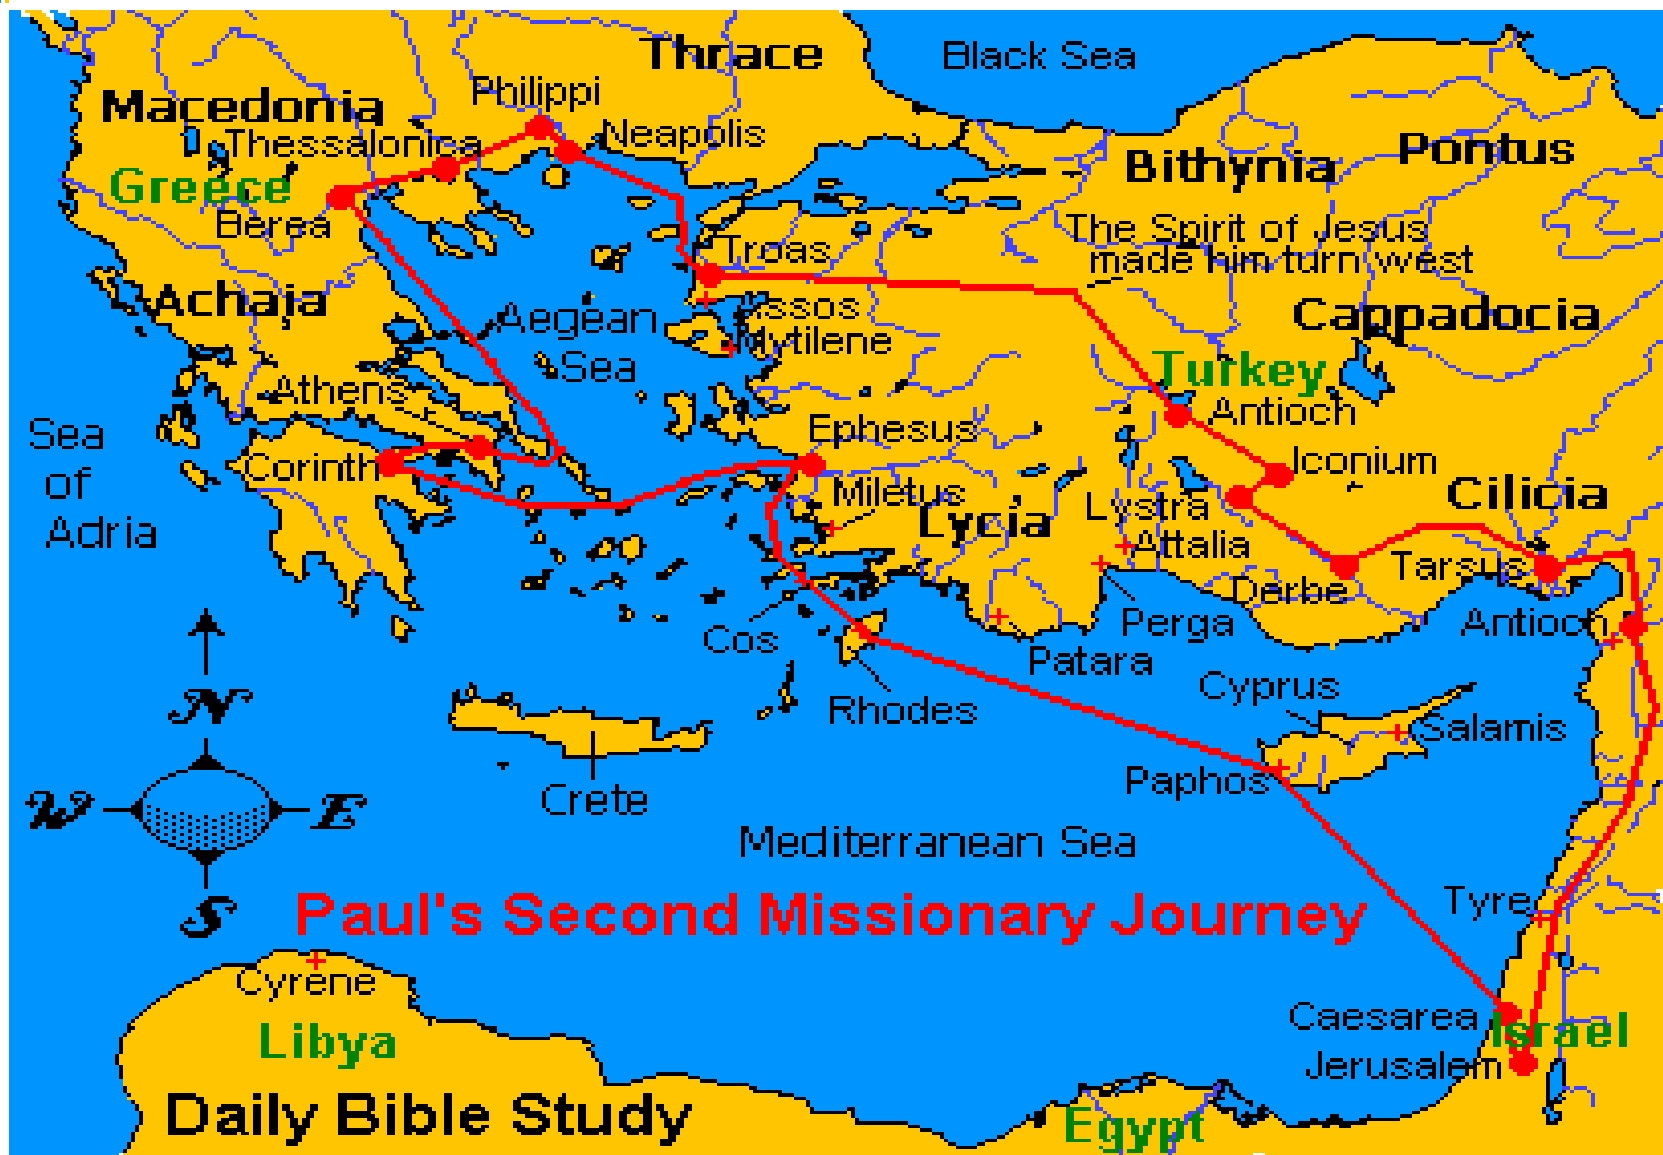 Thrace
Black Sea
Philippi
Macedonia
Neapolis
Thessalonica
Bithynia
Pontus
Greece
Berea
The Spirit of Jesus
made him turn west
Troas
Achaia
Assos
Aegean
Sea
Mytilene
Cappadocia
Turkey
Athens
Antioch
Sea
of
Adria
Ephesus
Corinth
Iconium
Miletus
Lycia
Lystra
Cilicia
Attalia
Tarsus
Derbe
Cos
Perga
Antioch
Patara
Cyprus
Rhodes
Salamis
N
W
E
S
Paphos
Crete
Mediterranean Sea
Paul's Second Missionary Journey
Tyre
Cyrene
Libya
Caesarea
Israel
Jerusalem
Daily Bible Study
Egypt